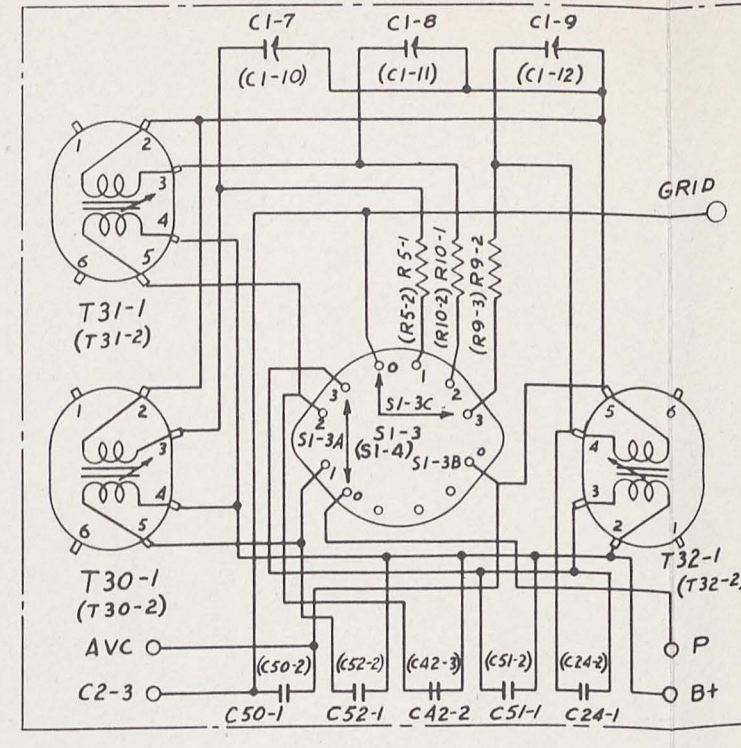 C1-7 C1-8 C1-9
(C1-10) (C1-11) (C1-12)
1 2
3
4
5
6
T31-1
(T31-2)
GRID
(R5-2) R5-1
(R10-2) R10-1
(R9-3) R9-2
0 1
2
3
3
2
1
0
0
S1-3C
S1-3A S1-3
(S1-4)
S1-3B
1 2
3
4
5
6
T30-1
(T30-2)
5 6
4
3
2
1
T32-1
(T32-2)
AVC
P
(C50-2) (C52-2) (C42-3) (C51-2) (C24-2)
C2-3
B+
C50-1 C52-1 C42-2 C51-1 C24-1